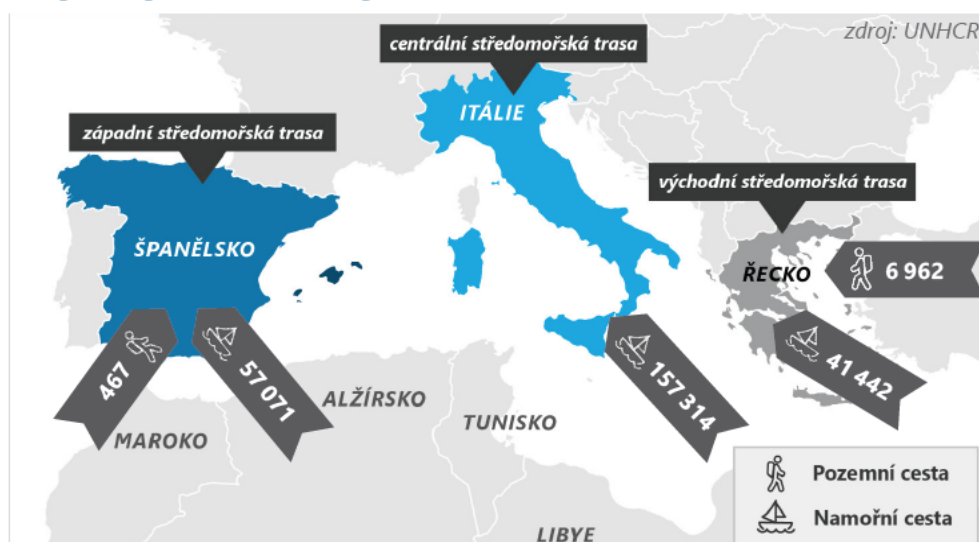 zdroj: UNHCR
centrální středomořská trasa
ITÁLIE
západní středomořská trasa
ŠPANĚLSKO
východní středomořská trasa
ŘECKO
6 962
467
57 071
157 314
41 442
ALŽÍRSKO
MAROKO
TUNISKO
LIBYE
Pozemní cesta
Namořní cesta